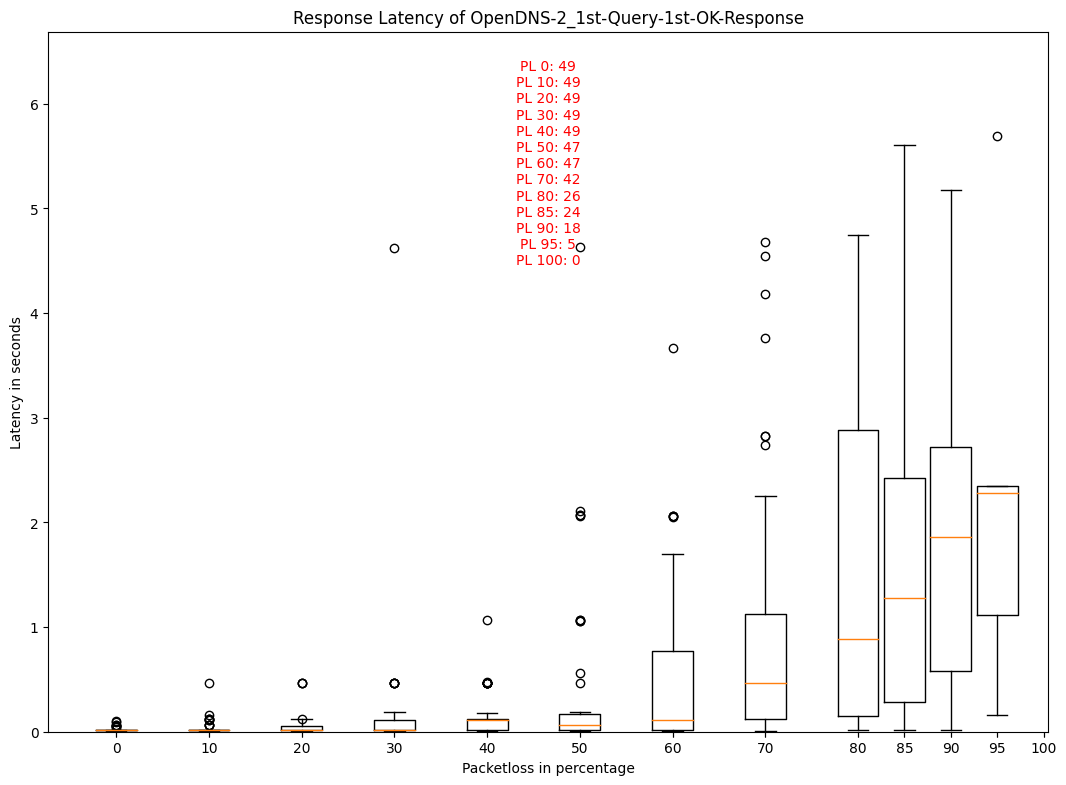 Response Latency of OpenDNS-2_1st-Query-1st-OK-Response
PL 0: 49
PL 10: 49
PL 20: 49
PL 30: 49
PL 40: 49
PL 50: 47
PL 60: 47
PL 70: 42
PL 80: 26
PL 85: 24
PL 90: 18
PL 95: 5
PL 100: 0
Latency in seconds
6
5
4
3
2
1
0
0 10 20 30 40 50 60 70 80 85 90 95 100
Packetloss in percentage